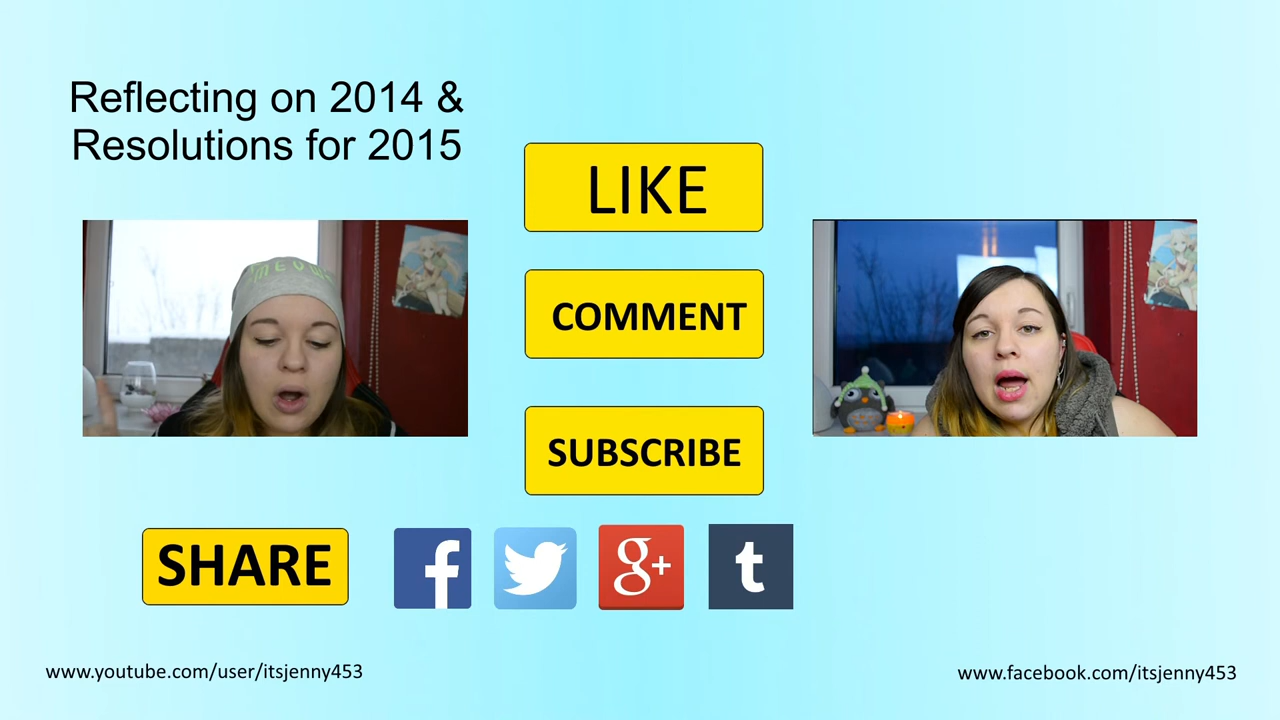 Reflecting on 2014 &
Resolutions for 2015
LIKE
MEOW
COMMENT
SUBSCRIBE
SHARE
f
g+
t
www.youtube.com/user/itsjenny453
www.facebook.com/itsjenny453